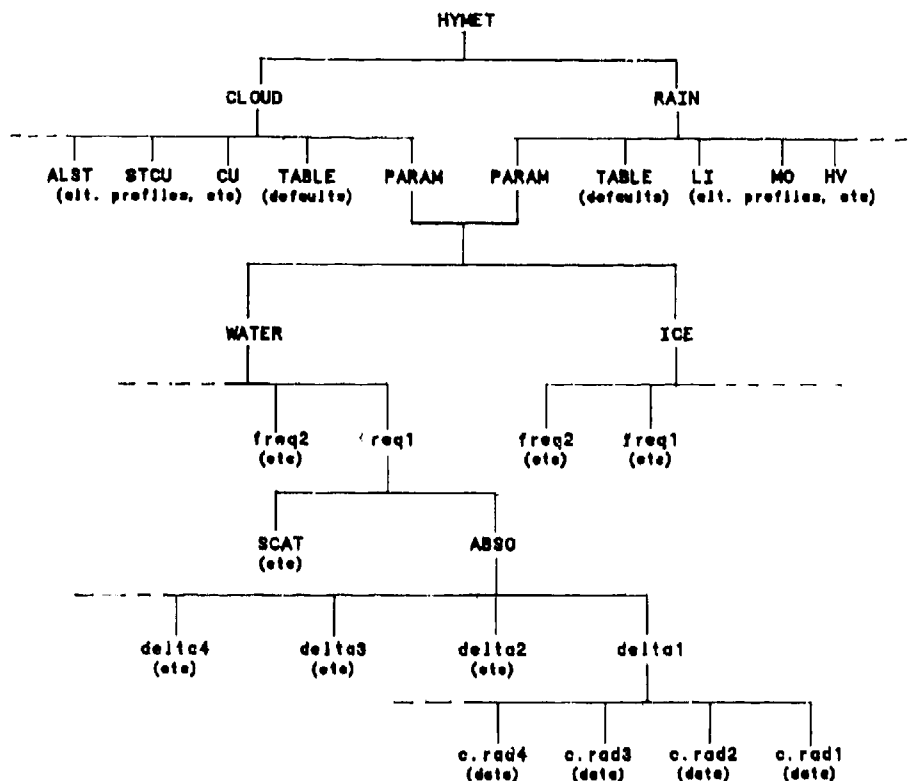 HYMET
CLOUD RAIN
ALST STCU CU TABLE PARAM PARAM TABLE LI MO HV
(alt. profiles, etc) (defaults) (defaults) (alt. profiles, etc)
WATER ICE
freq2 freq1 freq2 freq1
(etc) (etc) (etc)
SCAT ABSO
(etc)
delta4 delta3 delta2 delta1
(etc) (etc) (etc)
c.rad4 c.rad3 c.rad2 c.rad1
(data) (data) (data) (data)